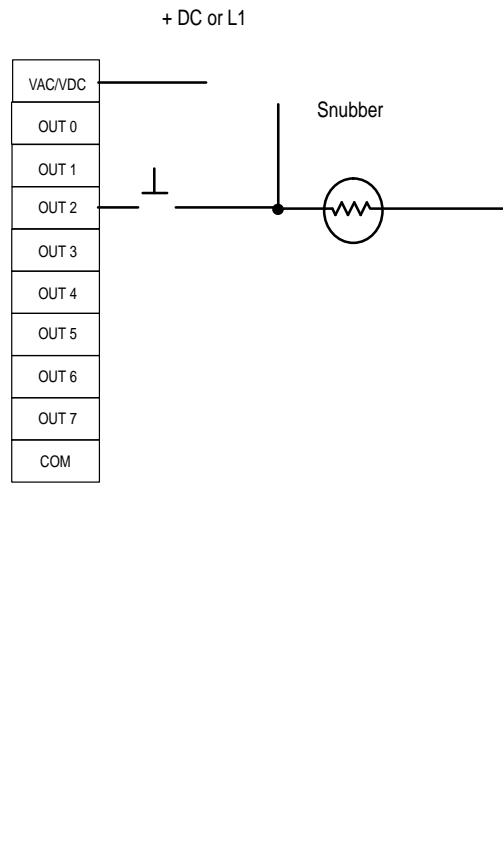 + DC or L1
VAC/VDC
Snubber
OUT 0
OUT 1
OUT 2
OUT 3
OUT 4
OUT 5
OUT 6
OUT 7
COM